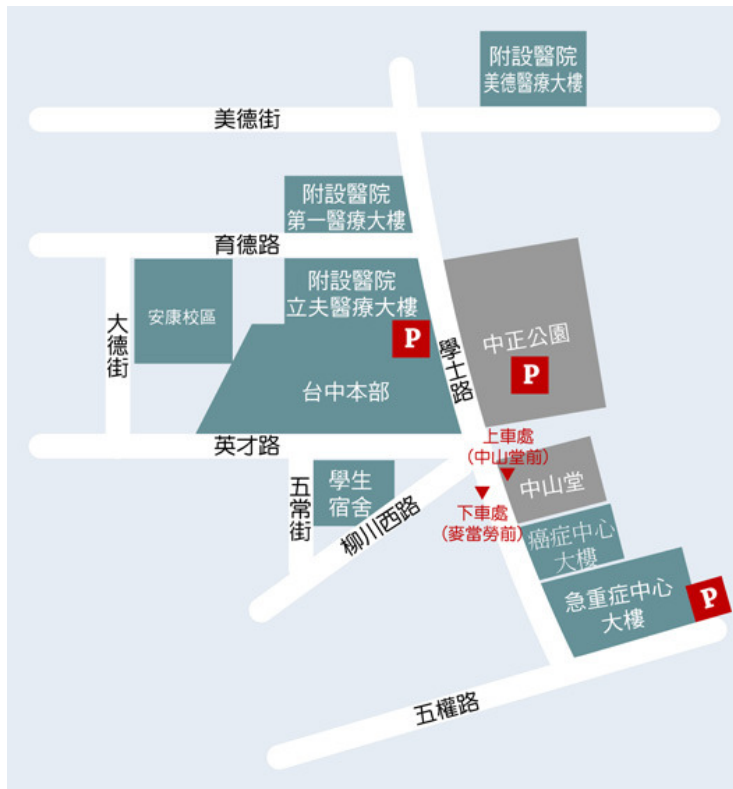 附設醫院
美德醫療大樓
美德街
附設醫院
第一醫療大樓
育德路
附設醫院
立夫醫療大樓
安康校區
大德街
P
中正公園
P
學士路
台中本部
英才路
上車處
(中山堂前)
中山堂
學生
宿舍
五常街
柳川西路
下車處
(麥當勞前)
癌症中心
大樓
急重症中心
大樓
P
五權路